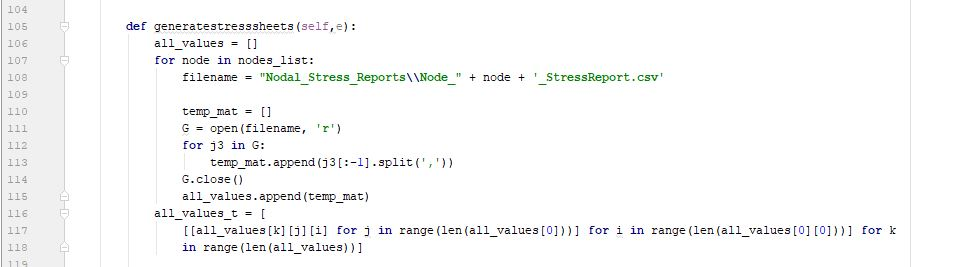 104
105 def generatestresssheets(self,e):
106 all_values = []
107 for node in nodes_list:
108 filename = "Nodal_Stress_Reports\\Node_" + node + '_StressReport.csv'
109
110 temp_mat = []
111 G = open(filename, 'r')
112 for j3 in G:
113 temp_mat.append(j3[:-1].split(','))
114 G.close()
115 all_values.append(temp_mat)
116 all_values_t = [
117 [[all_values[k][j][i] for j in range(len(all_values[0]))] for i in range(len(all_values[0][0]))] for k
118 in range(len(all_values))]
119